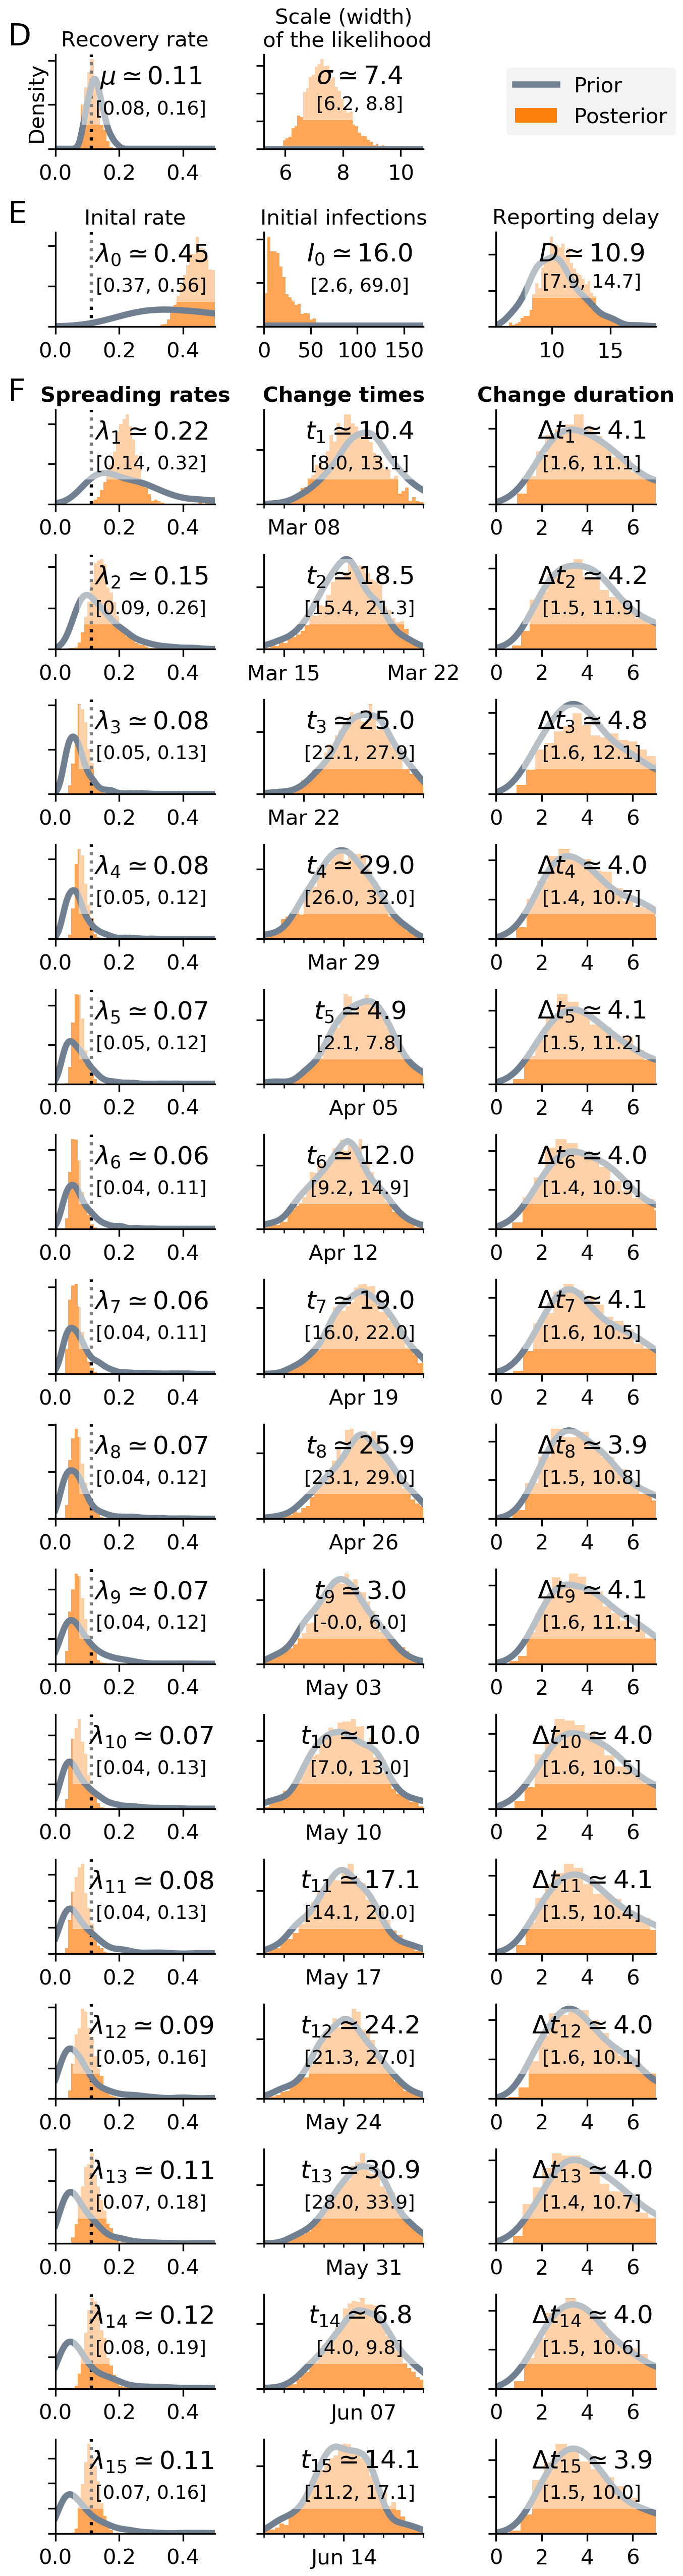 D
Recovery rate
Scale (width)
of the likelihood
Density
μ ≃ 0.11
[0.08, 0.16]
0.0 0.2 0.4
σ ≃ 7.4
[6.2, 8.8]
6 8 10
Prior
Posterior
E
Inital rate
Initial infections
Reporting delay
λ0 ≃ 0.45
[0.37, 0.56]
0.0 0.2 0.4
I0 ≃ 16.0
[2.6, 69.0]
0 50 100 150
D ≃ 10.9
[7.9, 14.7]
10 15
F
Spreading rates
Change times
Change duration
λ1 ≃ 0.22
[0.14, 0.32]
0.0 0.2 0.4
t1 ≃ 10.4
[8.0, 13.1]
Mar 08
Δt1 ≃ 4.1
[1.6, 11.1]
0 2 4 6
λ2 ≃ 0.15
[0.09, 0.26]
0.0 0.2 0.4
t2 ≃ 18.5
[15.4, 21.3]
Mar 15 Mar 22
Δt2 ≃ 4.2
[1.5, 11.9]
0 2 4 6
λ3 ≃ 0.08
[0.05, 0.13]
0.0 0.2 0.4
t3 ≃ 25.0
[22.1, 27.9]
Mar 22
Δt3 ≃ 4.8
[1.6, 12.1]
0 2 4 6
λ4 ≃ 0.08
[0.05, 0.12]
0.0 0.2 0.4
t4 ≃ 29.0
[26.0, 32.0]
Mar 29
Δt4 ≃ 4.0
[1.4, 10.7]
0 2 4 6
λ5 ≃ 0.07
[0.05, 0.12]
0.0 0.2 0.4
t5 ≃ 4.9
[2.1, 7.8]
Apr 05
Δt5 ≃ 4.1
[1.5, 11.2]
0 2 4 6
λ6 ≃ 0.06
[0.04, 0.11]
0.0 0.2 0.4
t6 ≃ 12.0
[9.2, 14.9]
Apr 12
Δt6 ≃ 4.0
[1.4, 10.9]
0 2 4 6
λ7 ≃ 0.06
[0.04, 0.11]
0.0 0.2 0.4
t7 ≃ 19.0
[16.0, 22.0]
Apr 19
Δt7 ≃ 4.1
[1.6, 10.5]
0 2 4 6
λ8 ≃ 0.07
[0.04, 0.12]
0.0 0.2 0.4
t8 ≃ 25.9
[23.1, 29.0]
Apr 26
Δt8 ≃ 3.9
[1.5, 10.8]
0 2 4 6
λ9 ≃ 0.07
[0.04, 0.12]
0.0 0.2 0.4
t9 ≃ 3.0
[-0.0, 6.0]
May 03
Δt9 ≃ 4.1
[1.6, 11.1]
0 2 4 6
λ10 ≃ 0.07
[0.04, 0.13]
0.0 0.2 0.4
t10 ≃ 10.0
[7.0, 13.0]
May 10
Δt10 ≃ 4.0
[1.6, 10.5]
0 2 4 6
λ11 ≃ 0.08
[0.04, 0.13]
0.0 0.2 0.4
t11 ≃ 17.1
[14.1, 20.0]
May 17
Δt11 ≃ 4.1
[1.5, 10.4]
0 2 4 6
λ12 ≃ 0.09
[0.05, 0.16]
0.0 0.2 0.4
t12 ≃ 24.2
[21.3, 27.0]
May 24
Δt12 ≃ 4.0
[1.6, 10.1]
0 2 4 6
λ13 ≃ 0.11
[0.07, 0.18]
0.0 0.2 0.4
t13 ≃ 30.9
[28.0, 33.9]
May 31
Δt13 ≃ 4.0
[1.4, 10.7]
0 2 4 6
λ14 ≃ 0.12
[0.08, 0.19]
0.0 0.2 0.4
t14 ≃ 6.8
[4.0, 9.8]
Jun 07
Δt14 ≃ 4.0
[1.5, 10.6]
0 2 4 6
λ15 ≃ 0.11
[0.07, 0.16]
0.0 0.2 0.4
t15 ≃ 14.1
[11.2, 17.1]
Jun 14
Δt15 ≃ 3.9
[1.5, 10.0]
0 2 4 6